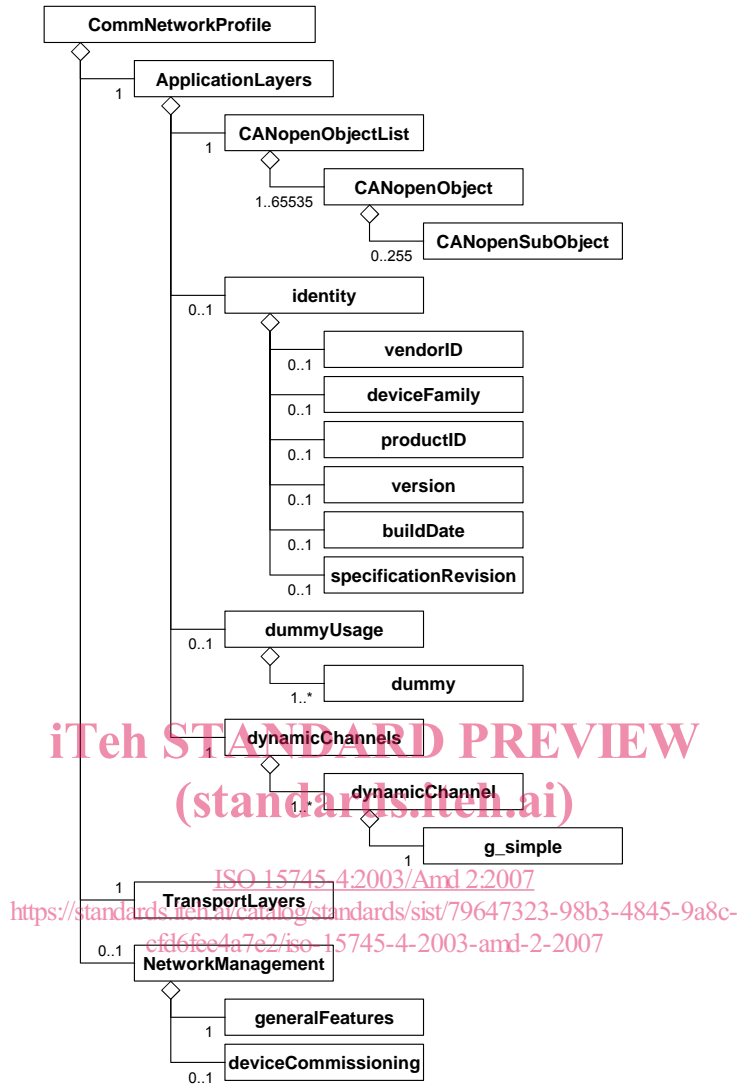 CommNetworkProfile
ApplicationLayers
1
CANopenObjectList
1
CANopenObject
1..65535
CANopenSubObject
0..255
identity
0..1
vendorID
0..1
deviceFamily
0..1
productID
0..1
version
0..1
buildDate
0..1
specificationRevision
0..1
dummyUsage
0..1
dummy
1..*
iTeh STANDARD PREVIEW
dynamicChannels
1
(standards.iteh.ai)
dynamicChannel
1..*
g_simple
1
ISO 15745-4:2003/Amd 2:2007
1
TransportLayers
https://standards.iteh.ai/catalog/standards/sist/79647323-98b3-4845-9a8c-
cfd6fee4a7e2/iso-15745-4-2003-amd-2-2007
0..1
NetworkManagement
generalFeatures
1
deviceCommissioning
0..1